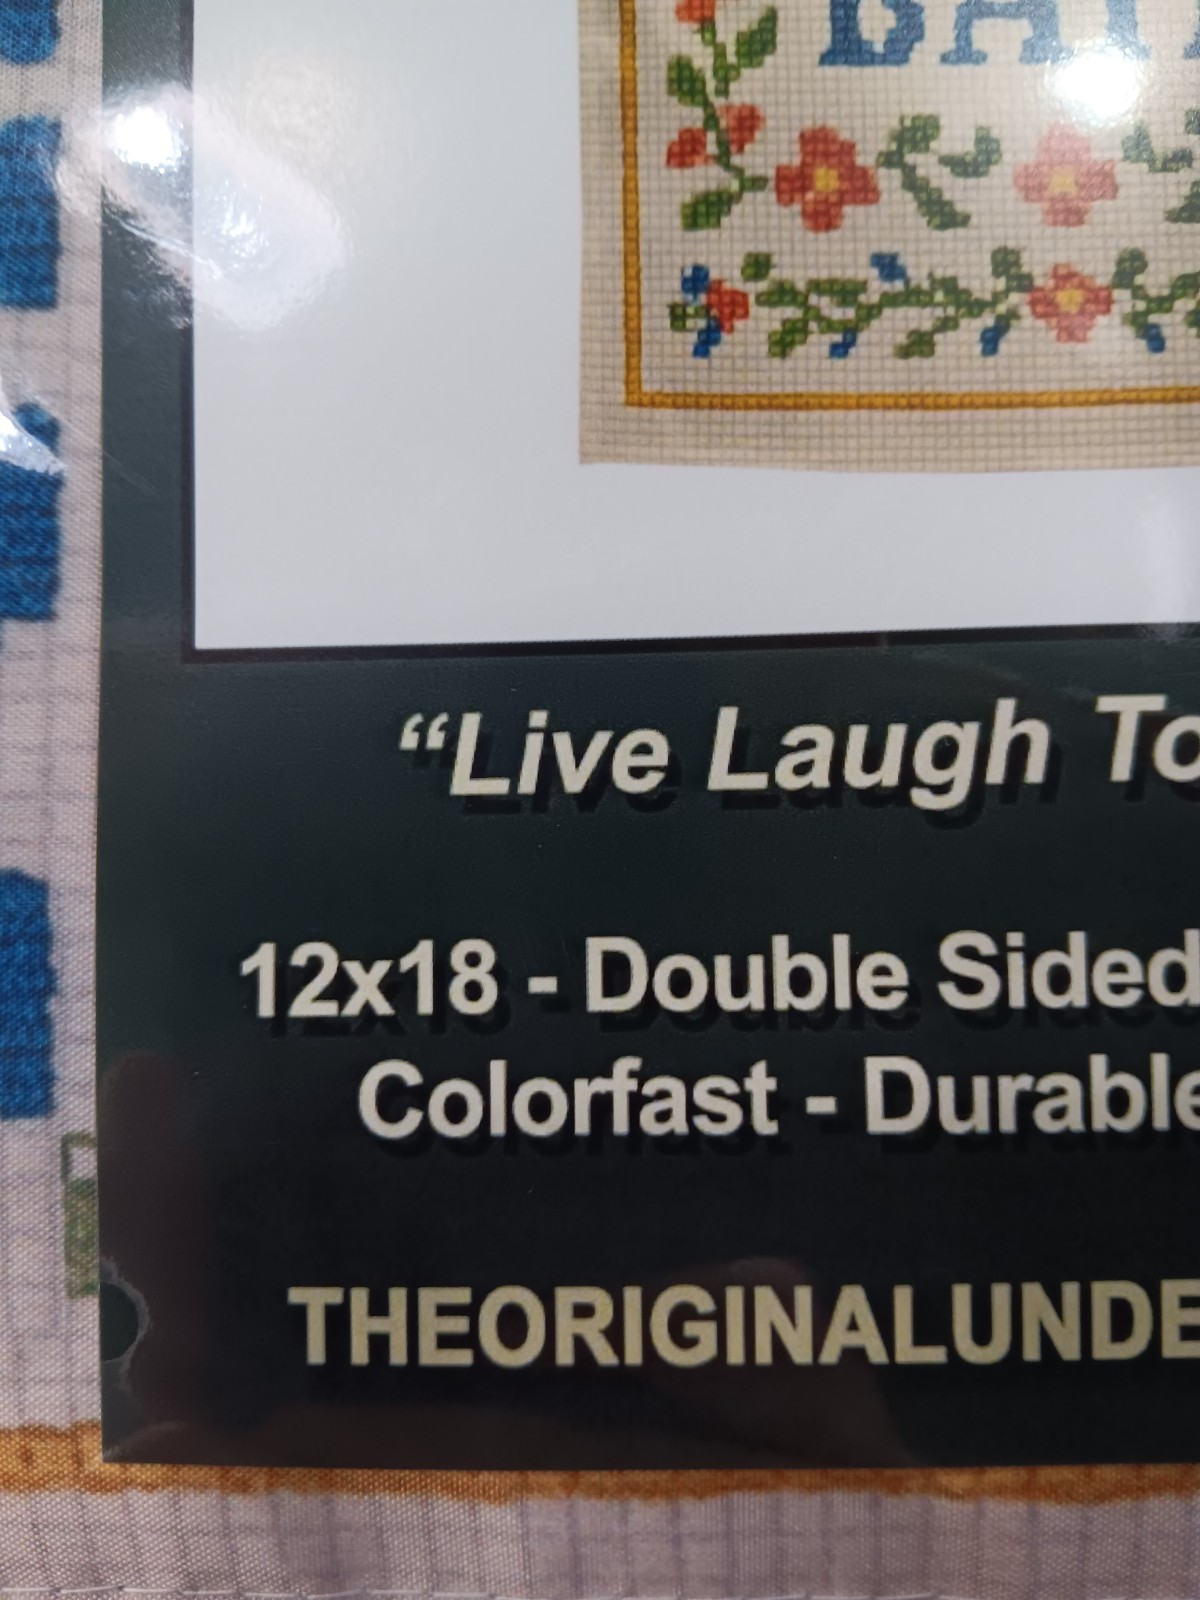 “Live Laugh To
12x18 - Double Sided
Colorfast - Durable
THEORIGINALUNDE